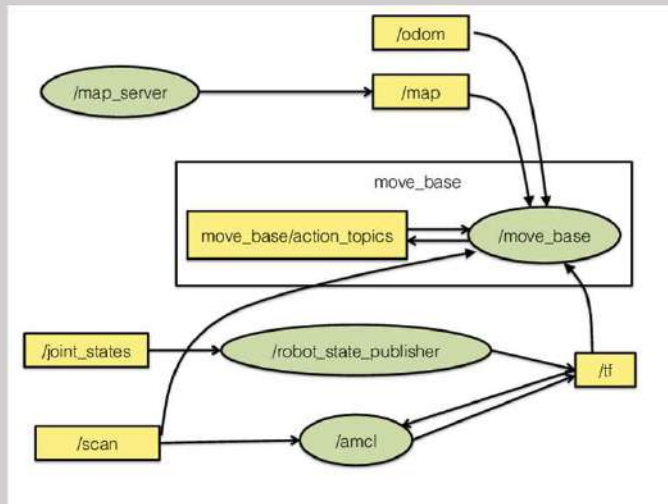 /odom
/map_server
/map
move_base
move_base/action_topics
/move_base
/joint_states
/robot_state_publisher
/tf
/scan
/amcl